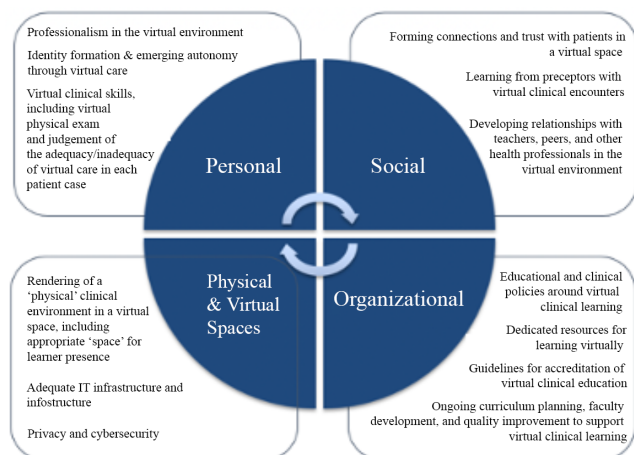 Professionalism in the virtual environment
Identity formation & emerging autonomy
through virtual care
Virtual clinical skills,
including virtual
physical exam
and judgement of
the adequacy/inadequacy
of virtual care in each
patient case
Personal
Forming connections and trust with patients in
a virtual space
Learning from preceptors with
virtual clinical encounters
Developing relationships with
teachers, peers, and other
health professionals in the
virtual environment
Social
Rendering of a
‘physical’ clinical
environment in a virtual
space, including
appropriate ‘space’ for
learner presence
Adequate IT infrastructure and
infostructure
Privacy and cybersecurity
Physical
& Virtual
Spaces
Organizational
Educational and clinical
policies around virtual
clinical learning
Dedicated resources for
learning virtually
Guidelines for accreditation of
virtual clinical education
Ongoing curriculum planning, faculty
development, and quality improvement to support
virtual clinical learning